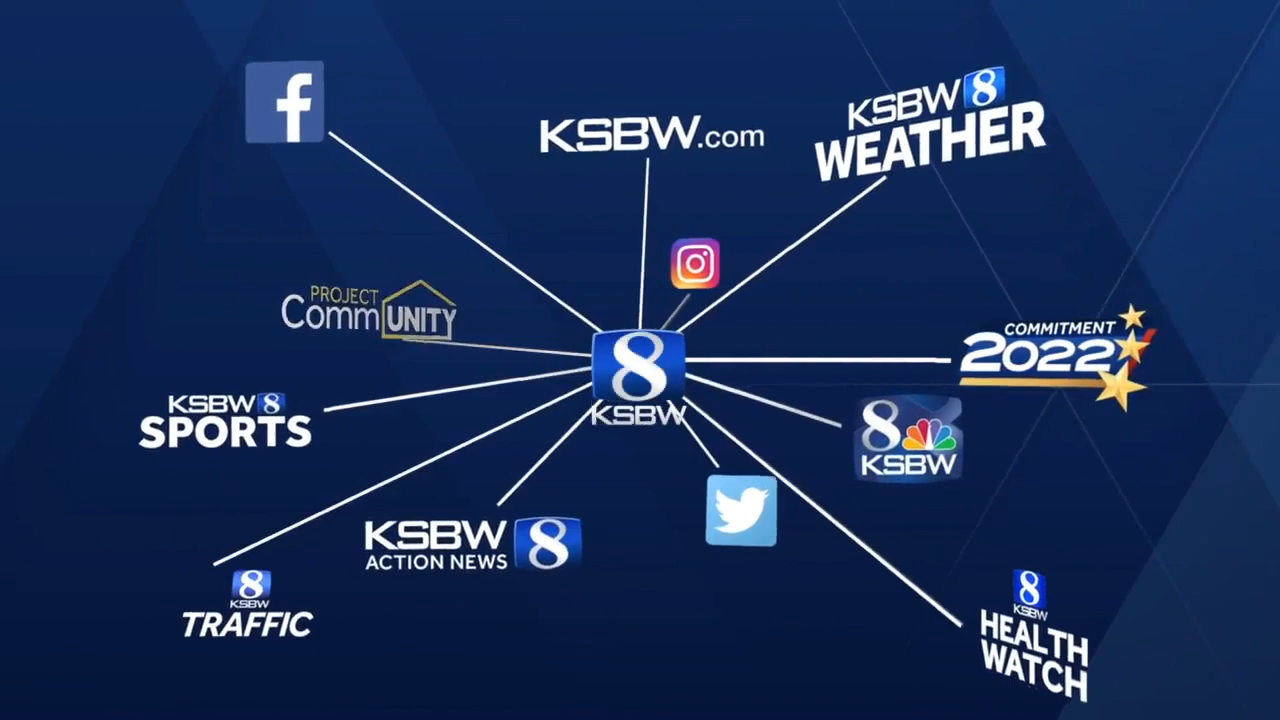 f
KSBW.com
KSBW 8
WEATHER
PROJECT
CommUNITY
COMMITMENT
2022
8
KSBW
KSBW 8
SPORTS
8
KSBW
KSBW 8
ACTION NEWS
8
KSBW
TRAFFIC
8
KSBW
HEALTH
WATCH